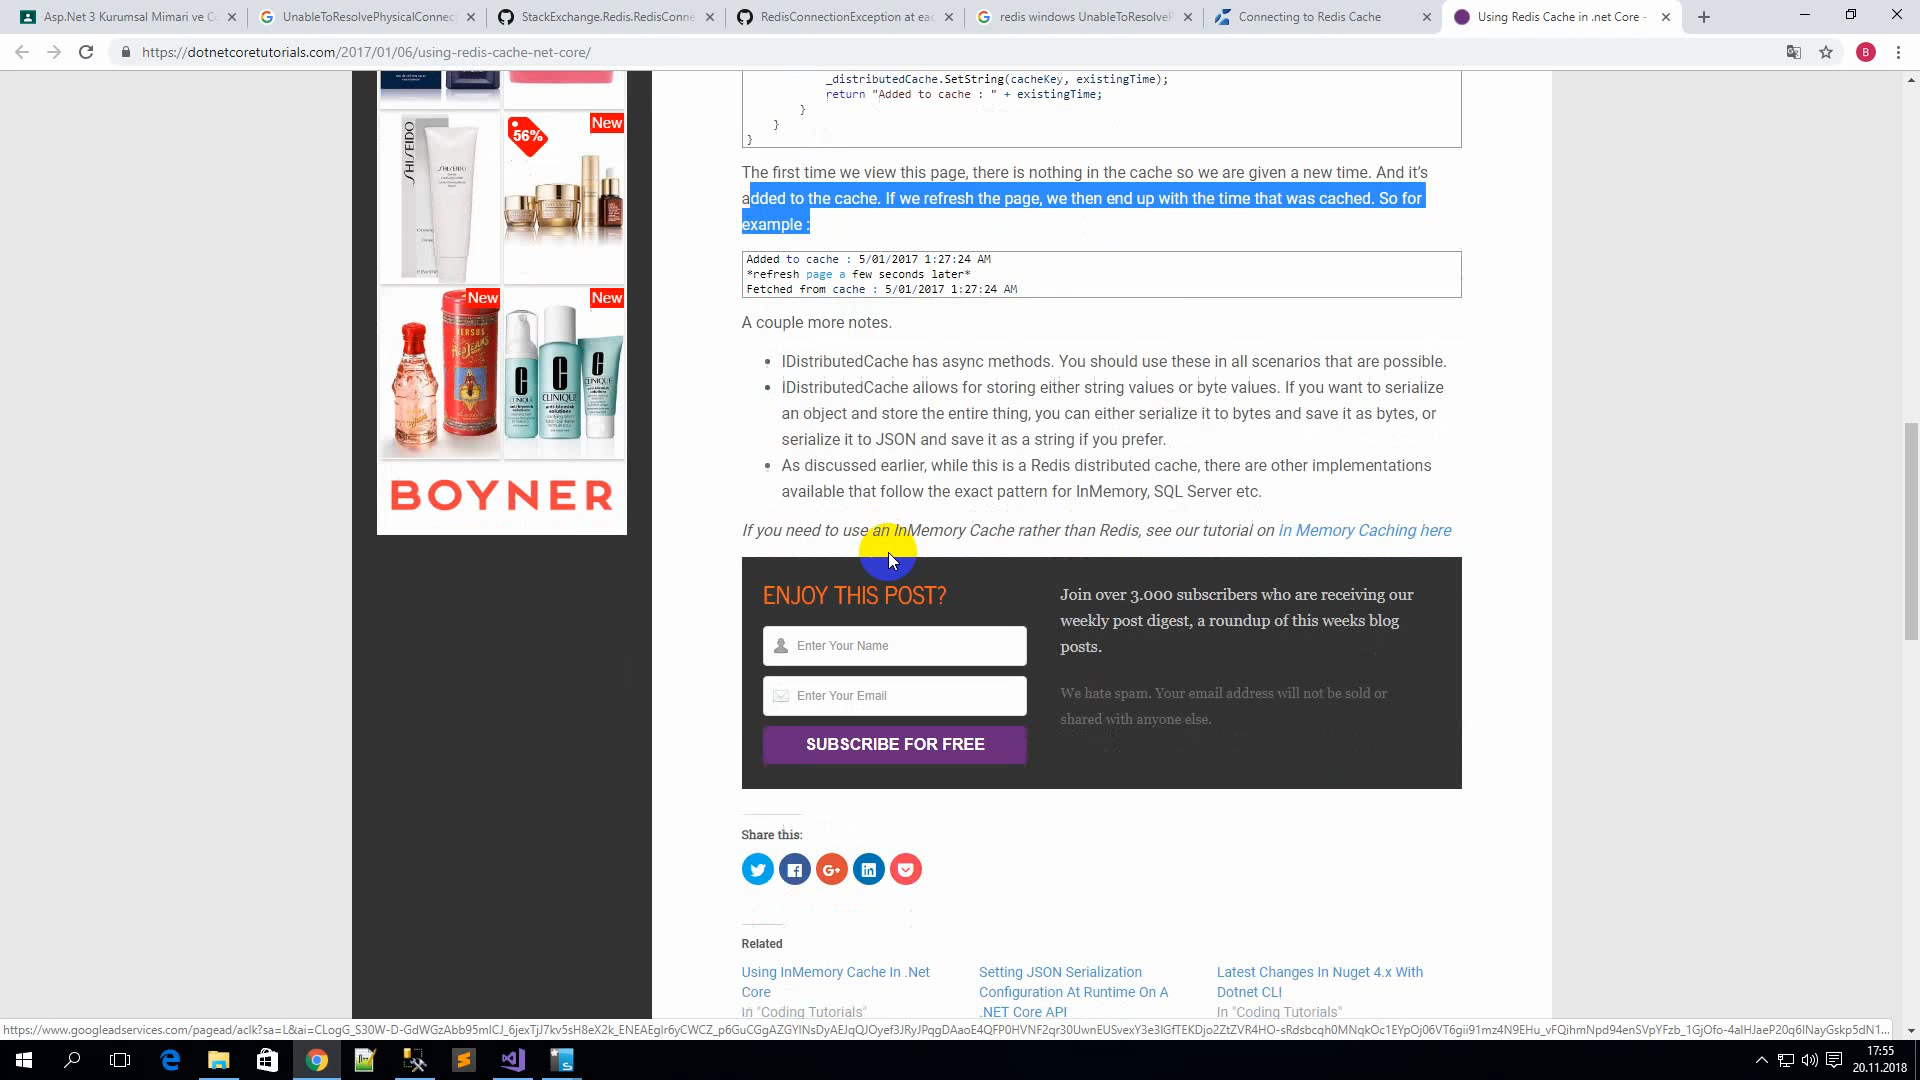 Asp.Net 3 Kurumsal Mimari ve C
UnableToResolvePhysicalConnec
StackExchange.Redis.RedisConne
RedisConnectionException at eac
redis windows UnableToResolveP
Connecting to Redis Cache
Using Redis Cache in .net Core -
https://dotnetcoretutorials.com/2017/01/06/using-redis-cache-net-core/
B
_distributedCache.SetString(cacheKey, existingTime);
return "Added to cache : " + existingTime;
}
}
}
The first time we view this page, there is nothing in the cache so we are given a new time. And it's
added to the cache. If we refresh the page, we then end up with the time that was cached. So for
example :
Added to cache : 5/01/2017 1:27:24 AM
*refresh page a few seconds later*
Fetched from cache : 5/01/2017 1:27:24 AM
A couple more notes.
• IDistributedCache has async methods. You should use these in all scenarios that are possible.
• IDistributedCache allows for storing either string values or byte values. If you want to serialize
an object and store the entire thing, you can either serialize it to bytes and save it as bytes, or
serialize it to JSON and save it as a string if you prefer.
• As discussed earlier, while this is a Redis distributed cache, there are other implementations
available that follow the exact pattern for InMemory, SQL Server etc.
If you need to use an InMemory Cache rather than Redis, see our tutorial on In Memory Caching here
SHISEIDO
SHISEIDO
56%
New
New
New
VERSUS
RED JEANS
CLINIQUE
CLINIQUE
CLINIQUE
BOYNER
ENJOY THIS POST?
Enter Your Name
Enter Your Email
SUBSCRIBE FOR FREE
Join over 3.000 subscribers who are receiving our
weekly post digest, a roundup of this weeks blog
posts.
We hate spam. Your email address will not be sold or
shared with anyone else.
Share this:
Related
Using InMemory Cache In .Net
Core
In "Coding Tutorials"
Setting JSON Serialization
Configuration At Runtime On A
.NET Core API
Latest Changes In Nuget 4.x With
Dotnet CLI
In "Coding Tutorials"
17:55
20.11.2018